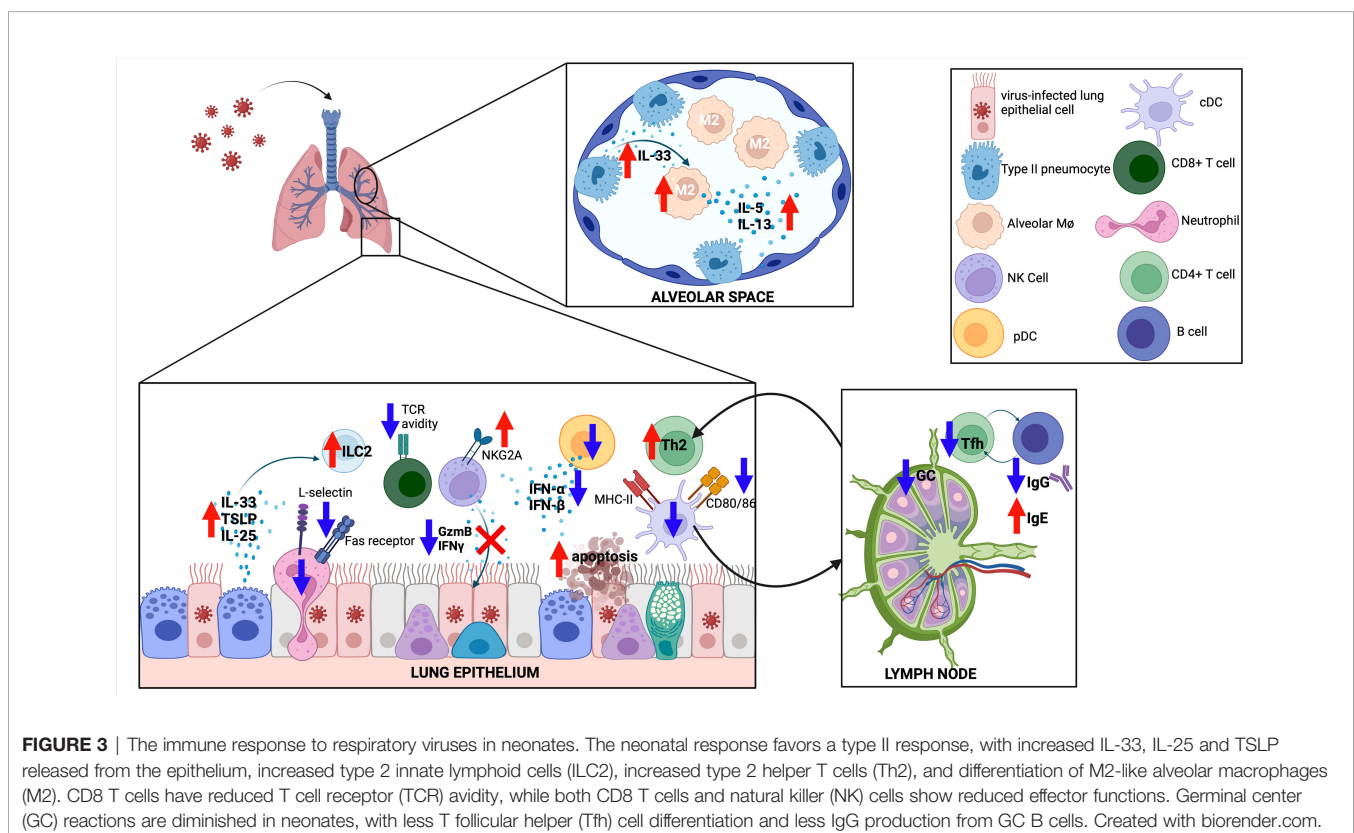 M2
M2
IL-33
M2
IL-5
IL-13
ALVEOLAR SPACE
virus-infected lung
epithelial cell
cDC
Type II pneumocyte
CD8+ T cell
Alveolar Mø
Neutrophil
NK Cell
CD4+ T cell
pDC
B cell
TCR
avidity
ILC2
NKG2A
Th2
IL-33
TSLP
IL-25
L-selectin
Fas receptor
GzmB
IFNγ
IFN-α
IFN-β
MHC-II
CD80/86
apoptosis
LUNG EPITHELIUM
Tfh
GC
IgG
IgE
LYMPH NODE
FIGURE 3 | The immune response to respiratory viruses in neonates. The neonatal response favors a type II response, with increased IL-33, IL-25 and TSLP
released from the epithelium, increased type 2 innate lymphoid cells (ILC2), increased type 2 helper T cells (Th2), and differentiation of M2-like alveolar macrophages
(M2). CD8 T cells have reduced T cell receptor (TCR) avidity, while both CD8 T cells and natural killer (NK) cells show reduced effector functions. Germinal center
(GC) reactions are diminished in neonates, with less T follicular helper (Tfh) cell differentiation and less IgG production from GC B cells. Created with biorender.com.